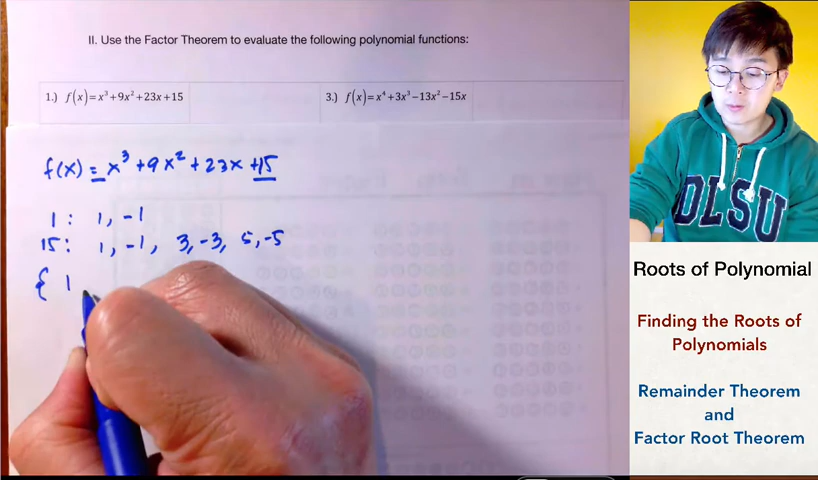 II. Use the Factor Theorem to evaluate the following polynomial functions:
1.) f(x)=x³+9x²+23x+15
3.) f(x)=x⁴+3x³−13x²−15x
f(x) = x³ +9x² + 23x +15
1: 1, -1
15: 1, -1, 3, -3, 5, -5
{ 1
DLSU
Roots of Polynomial
Finding the Roots of
Polynomials
Remainder Theorem
and
Factor Root Theorem